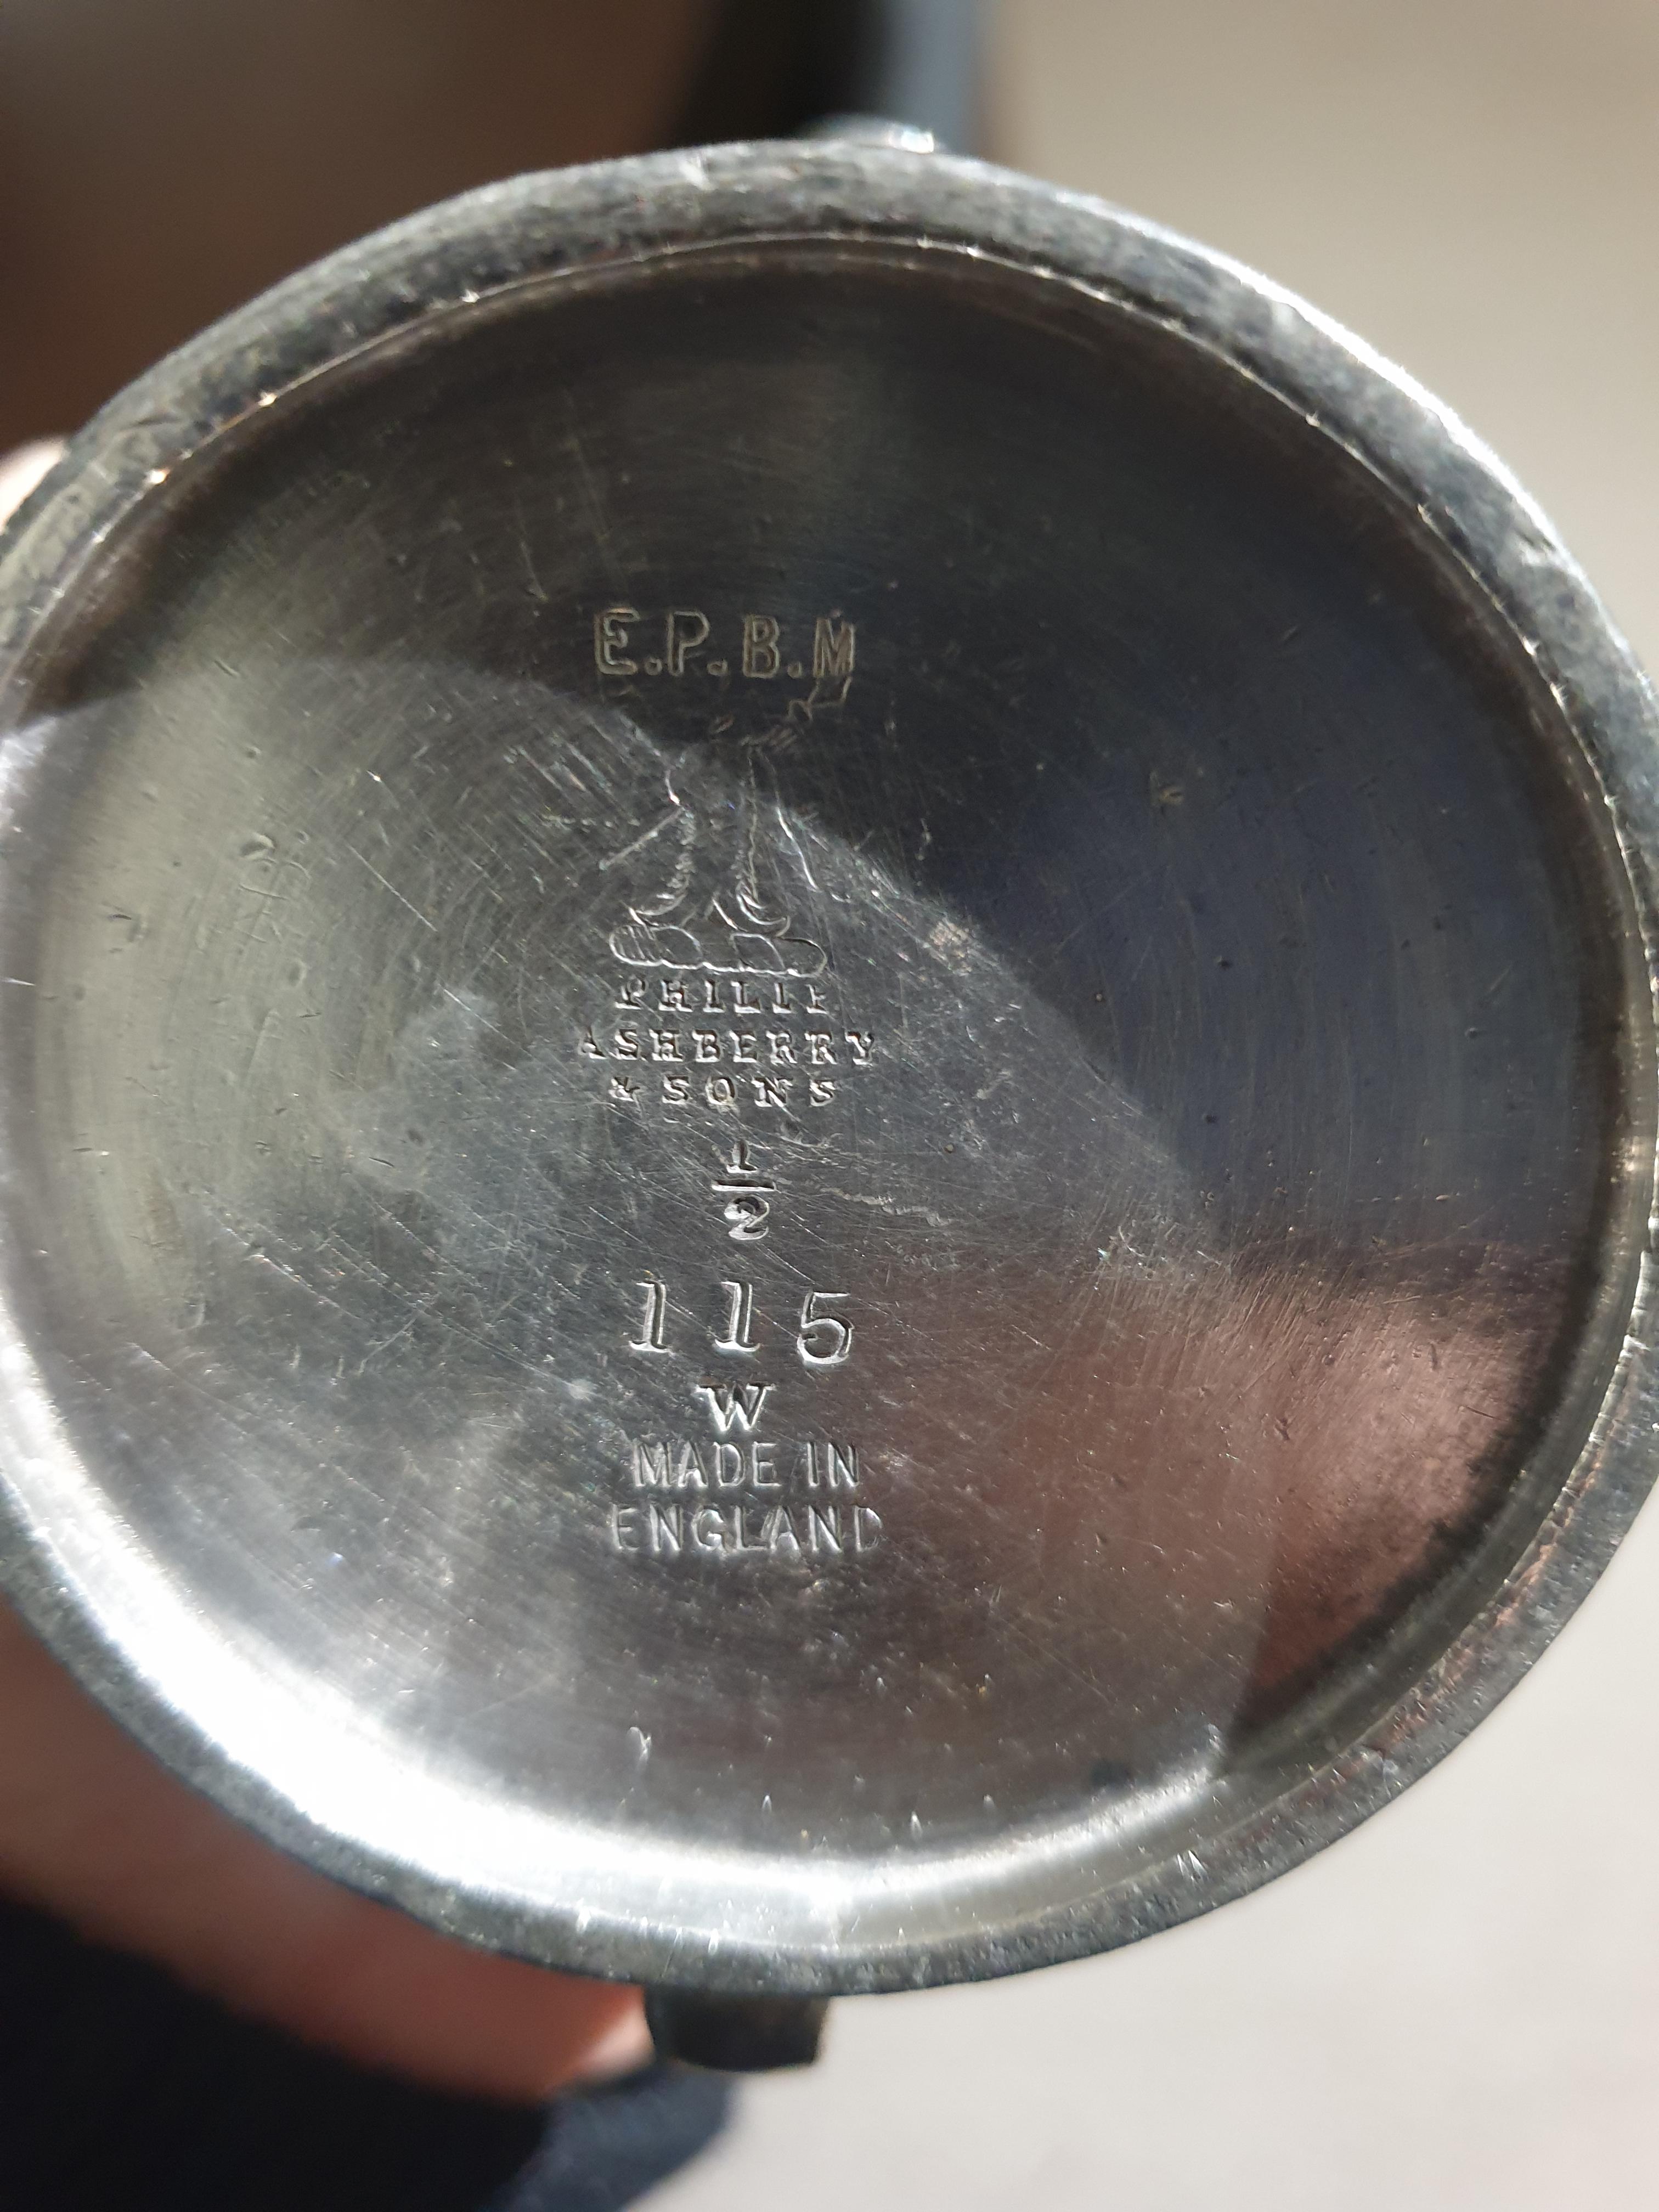 E.P.B.M
PHILIP
ASHBERRY
& SONS
1
2
115
W
MADE IN
ENGLAND